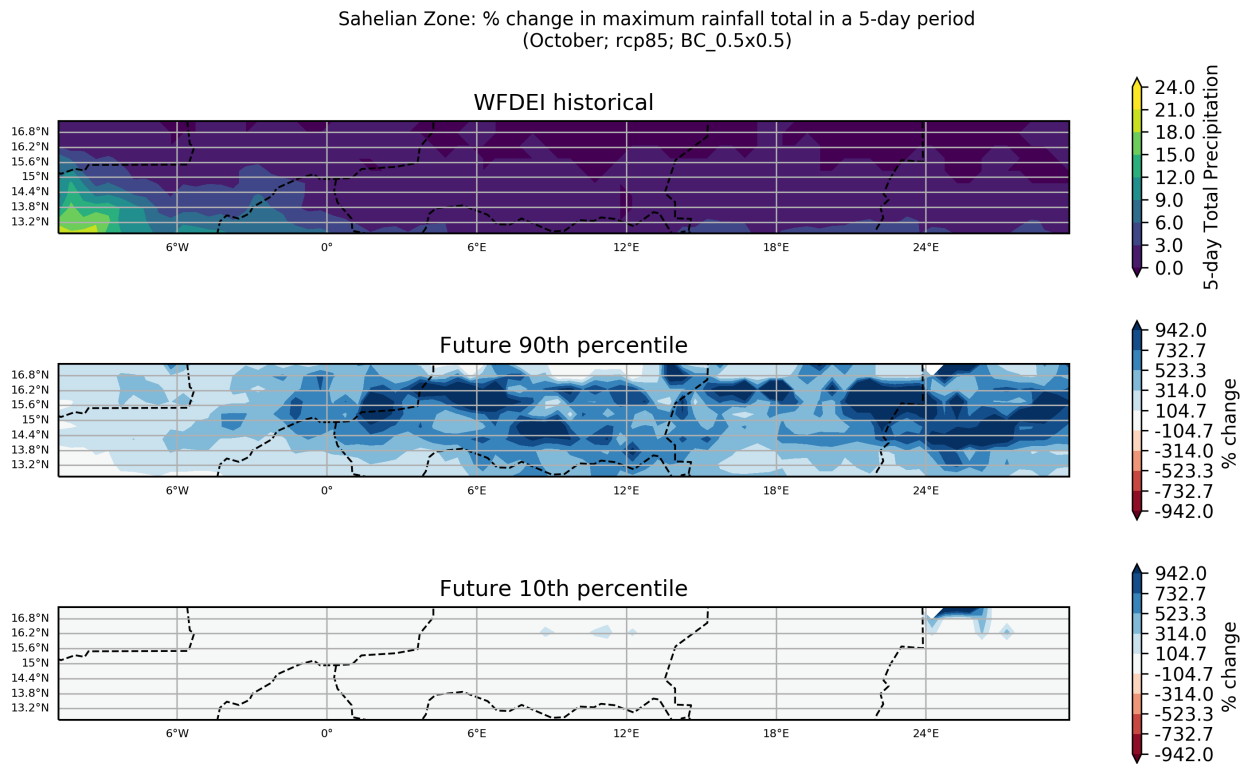 Sahelian Zone: % change in maximum rainfall total in a 5-day period
(October; rcp85; BC_0.5x0.5)
WFDEI historical
16.8°N
16.2°N
15.6°N
15°N
14.4°N
13.8°N
13.2°N
6°W
0°
6°E
12°E
18°E
24°E
24.0
21.0
18.0
15.0
12.0
9.0
6.0
3.0
0.0
5-day Total Precipitation
Future 90th percentile
16.8°N
16.2°N
15.6°N
15°N
14.4°N
13.8°N
13.2°N
6°W
0°
6°E
12°E
18°E
24°E
942.0
732.7
523.3
314.0
104.7
-104.7
-314.0
-523.3
-732.7
-942.0
% change
Future 10th percentile
16.8°N
16.2°N
15.6°N
15°N
14.4°N
13.8°N
13.2°N
6°W
0°
6°E
12°E
18°E
24°E
942.0
732.7
523.3
314.0
104.7
-104.7
-314.0
-523.3
-732.7
-942.0
% change